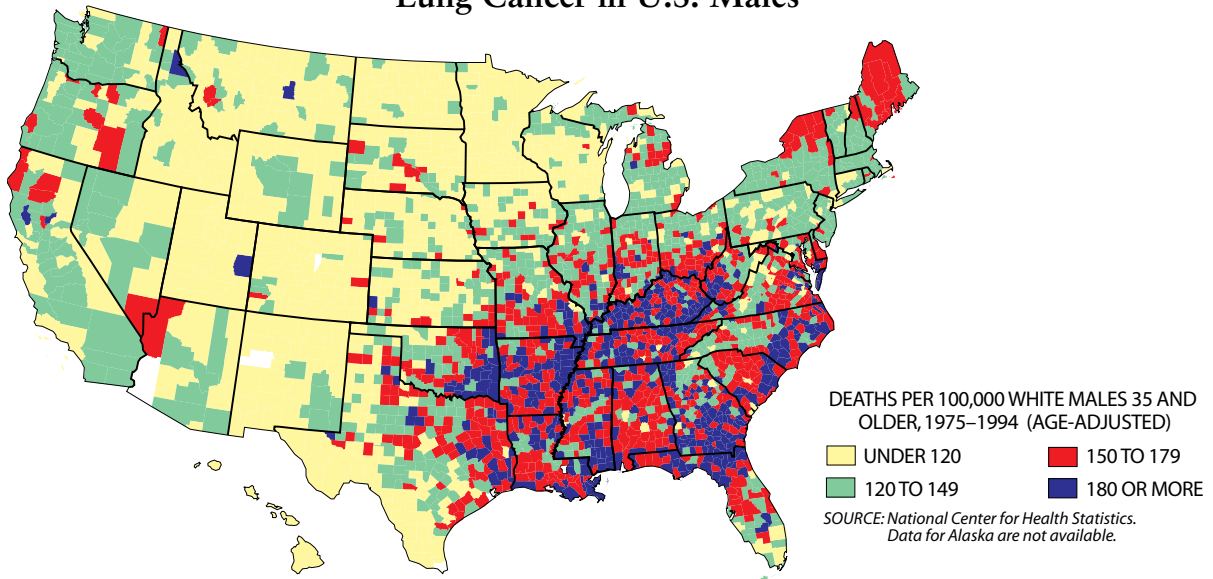 Lung Cancer in U.S. Males
DEATHS PER 100,000 WHITE MALES 35 AND
OLDER, 1975–1994 (AGE-ADJUSTED)
UNDER 120
150 TO 179
120 TO 149
180 OR MORE
SOURCE: National Center for Health Statistics.
Data for Alaska are not available.